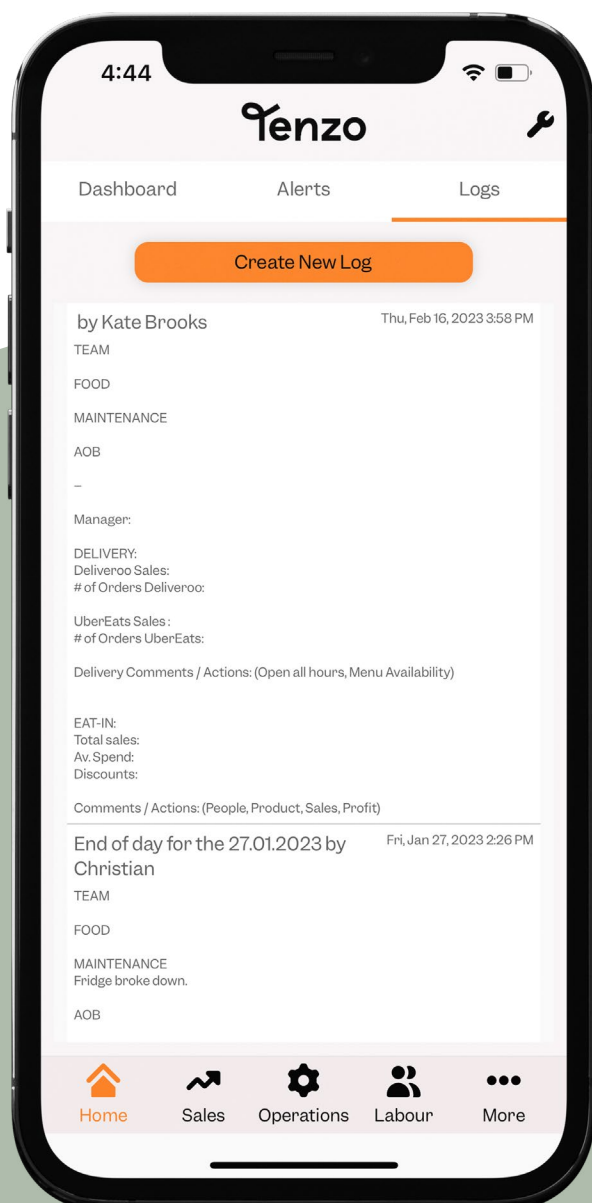 4:44
Tenzo
Dashboard Alerts Logs
Create New Log
by Kate Brooks Thu, Feb 16, 2023 3:58 PM
TEAM
FOOD
MAINTENANCE
AOB
–
Manager:
DELIVERY:
Deliveroo Sales:
# of Orders Deliveroo:
UberEats Sales :
# of Orders UberEats:
Delivery Comments / Actions: (Open all hours, Menu Availability)
EAT-IN:
Total sales:
Av. Spend:
Discounts:
Comments / Actions: (People, Product, Sales, Profit)
End of day for the 27.01.2023 by Fri, Jan 27, 2023 2:26 PM
Christian
TEAM
FOOD
MAINTENANCE
Fridge broke down.
AOB
Home Sales Operations Labour More